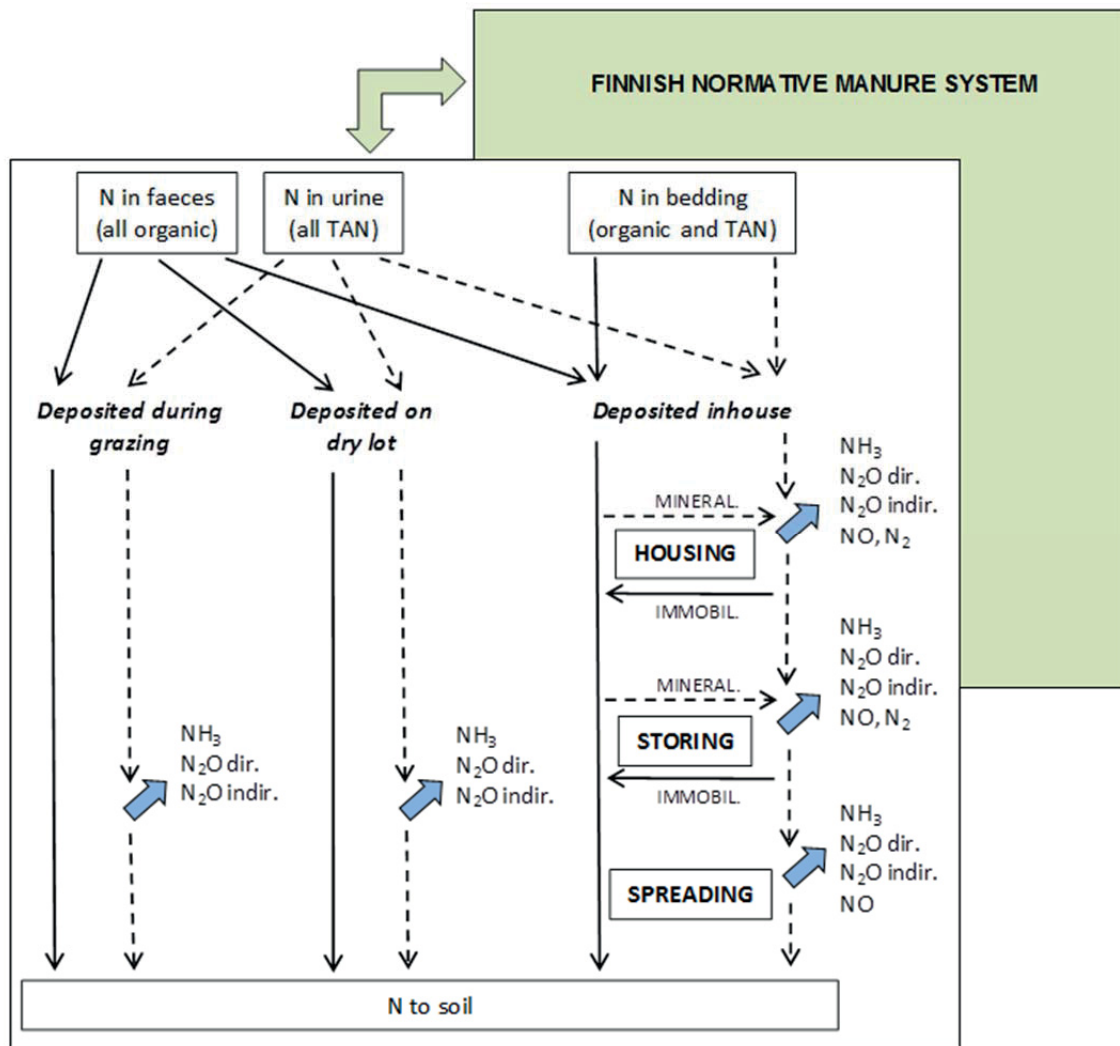 FINNISH NORMATIVE MANURE SYSTEM
N in faeces
(all organic)
N in urine
(all TAN)
N in bedding
(organic and TAN)
Deposited during
grazing
Deposited on
dry lot
Deposited inhouse
NH₃
N₂O dir.
N₂O indir.
NO, N₂
MINERAL.
HOUSING
IMMOBIL.
NH₃
N₂O dir.
N₂O indir.
NO, N₂
MINERAL.
STORING
IMMOBIL.
NH₃
N₂O dir.
N₂O indir.
NH₃
N₂O dir.
N₂O indir.
NH₃
N₂O dir.
N₂O indir.
NO
SPREADING
N to soil